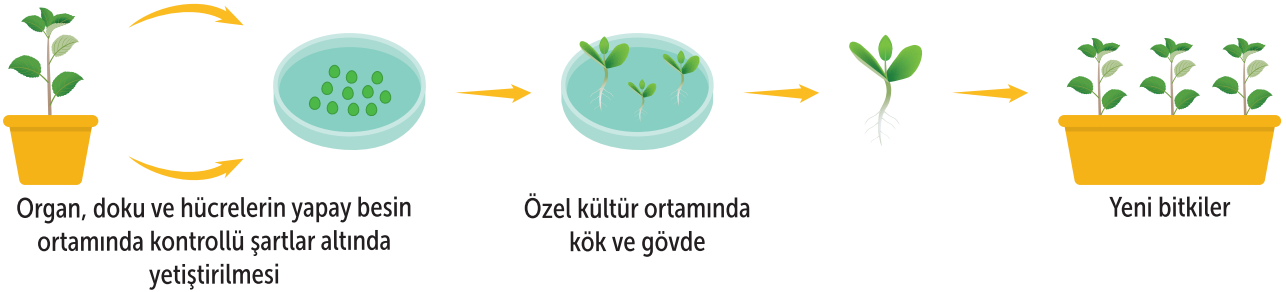 Organ, doku ve hücrelerin yapay besin
ortamında kontrollü şartlar altında
yetiştirilmesi
Özel kültür ortamında
kök ve gövde
Yeni bitkiler